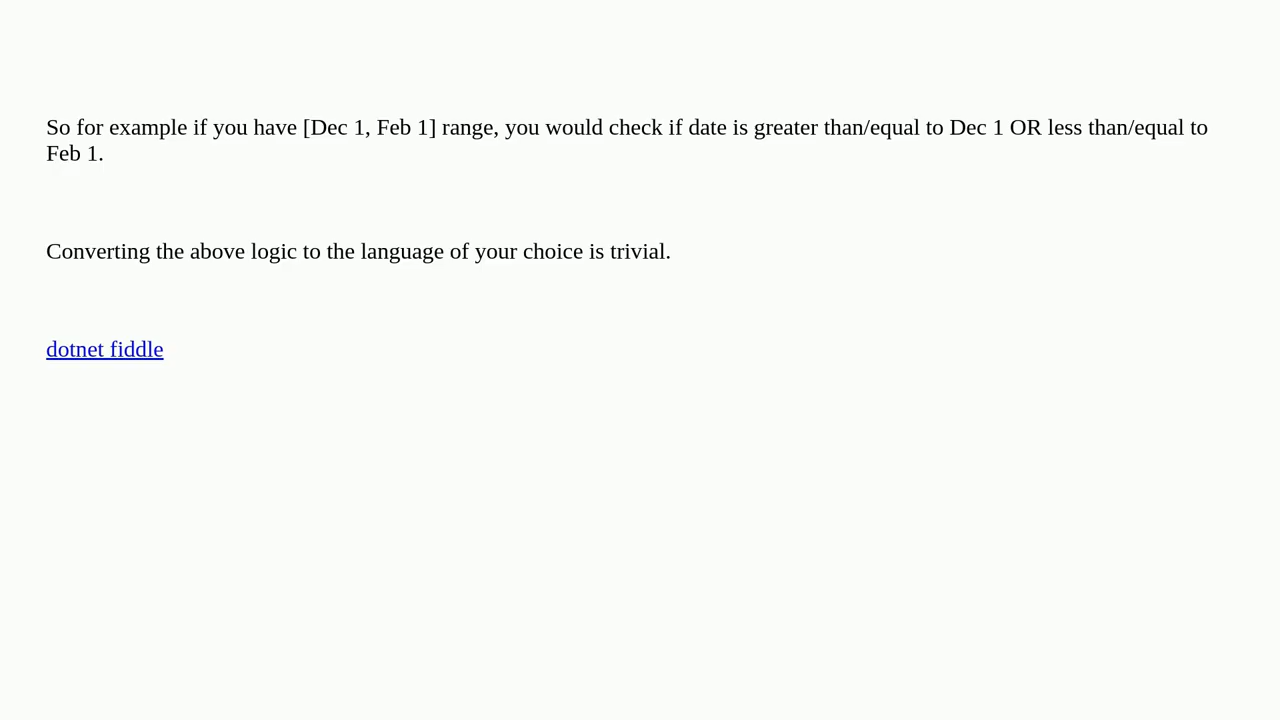 So for example if you have [Dec 1, Feb 1] range, you would check if date is greater than/equal to Dec 1 OR less than/equal to
Feb 1.
Converting the above logic to the language of your choice is trivial.
dotnet fiddle